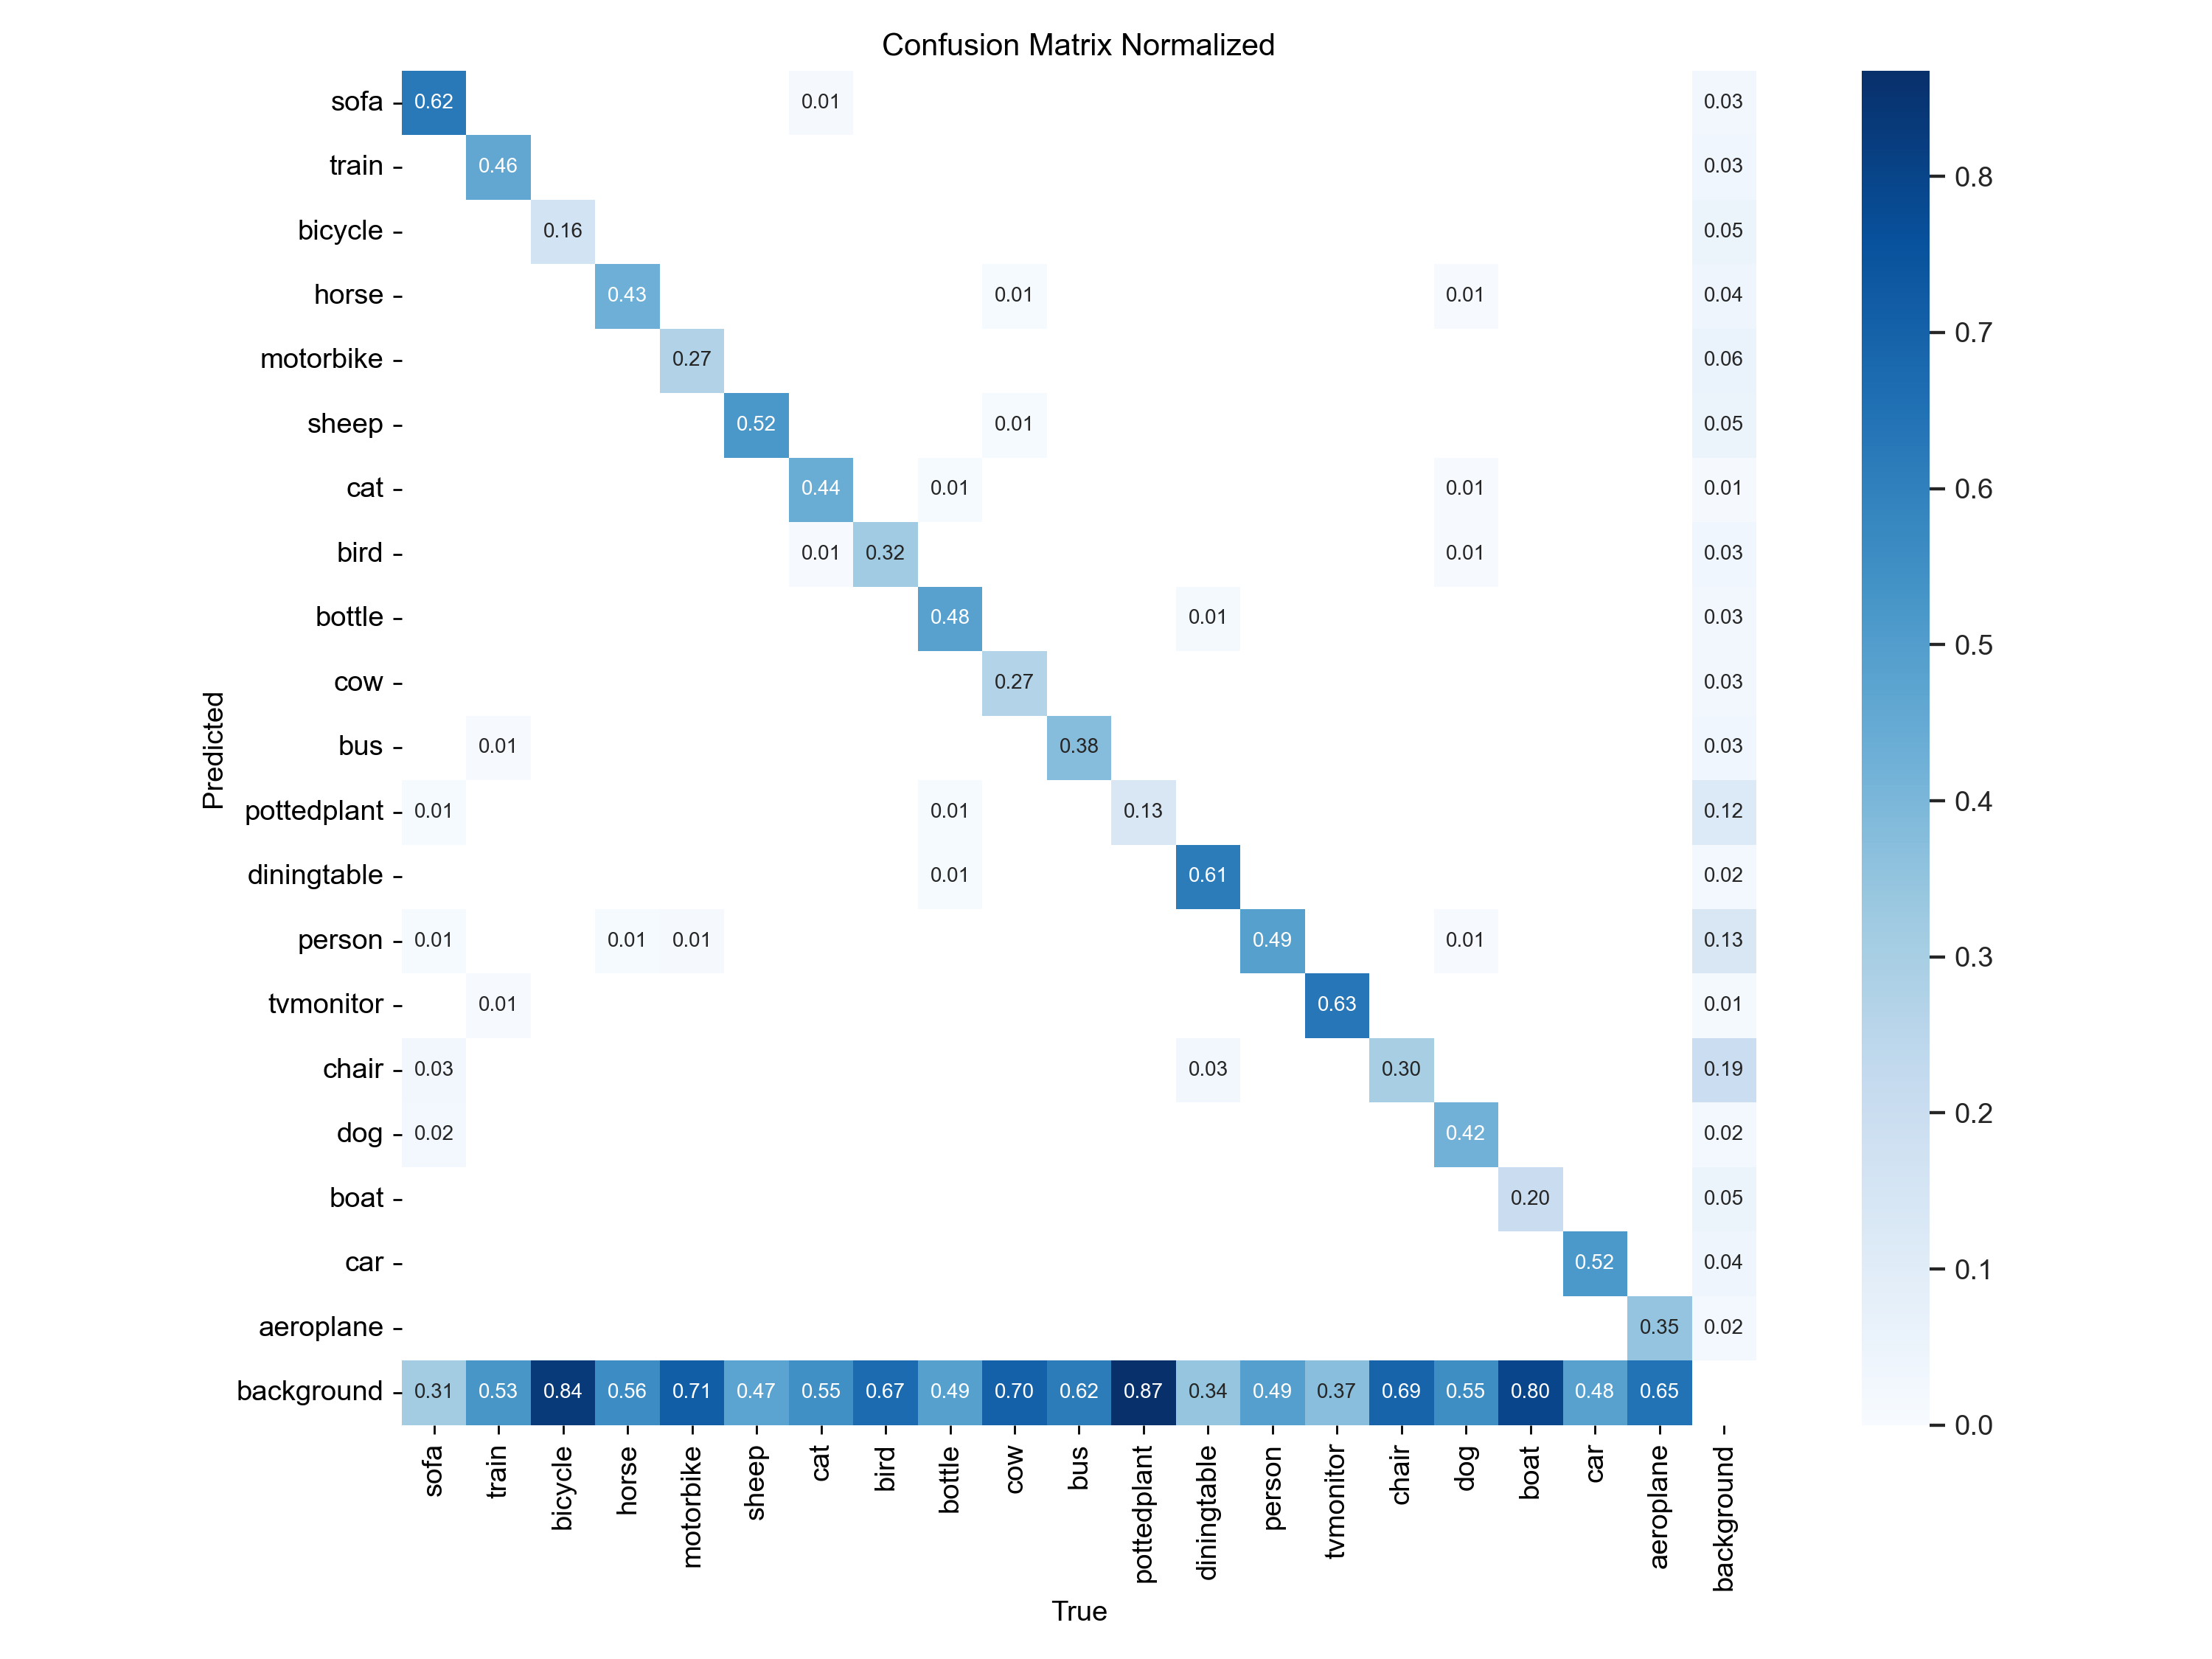 Confusion Matrix Normalized
sofa 0.62 0.01 0.03
train 0.46 0.03 0.8
bicycle 0.16 0.05
horse 0.43 0.01 0.01 0.04 0.7
motorbike 0.27 0.06
sheep 0.52 0.01 0.05
cat 0.44 0.01 0.01 0.01 0.6
bird 0.01 0.32 0.01 0.03
bottle 0.48 0.01 0.03 0.5
cow 0.27 0.03
bus 0.01 0.38 0.03
Predicted
pottedplant 0.01 0.01 0.13 0.12 0.4
diningtable 0.01 0.61 0.02
person 0.01 0.01 0.01 0.01 0.49 0.13 0.3
tvmonitor 0.01 0.63 0.01
chair 0.03 0.03 0.30 0.19
dog 0.02 0.42 0.02 0.2
boat 0.20 0.05
car 0.52 0.04 0.1
aeroplane 0.35 0.02
background 0.31 0.53 0.84 0.56 0.71 0.47 0.55 0.67 0.49 0.70 0.62 0.87 0.34 0.49 0.37 0.69 0.55 0.80 0.48 0.65
0.0
sofa train bicycle horse motorbike sheep cat bird bottle cow bus pottedplant diningtable person tvmonitor chair dog boat car aeroplane background
True